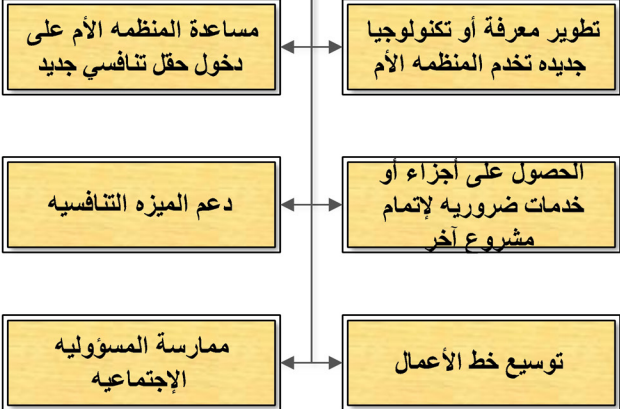 تطوير معرفة أو تكنولوجيا
جديده تخدم المنظمه الأم
مساعدة المنظمه الأم على
دخول حقل تنافسي جديد
الحصول على أجزاء أو
خدمات ضروريه لإتمام
مشروع آخر
دعم الميزه التنافسيه
توسيع خط الأعمال
ممارسة المسؤوليه
الإجتماعيه